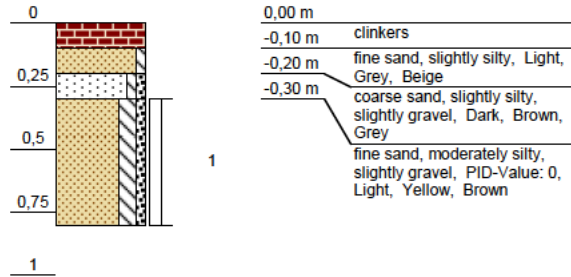 0
0,25
0,5
0,75
1
1
0,00 m
clinkers
-0,10 m
fine sand, slightly silty, Light,
Grey, Beige
-0,20 m
coarse sand, slightly silty,
slightly gravel, Dark, Brown,
Grey
-0,30 m
fine sand, moderately silty,
slightly gravel, PID-Value: 0,
Light, Yellow, Brown